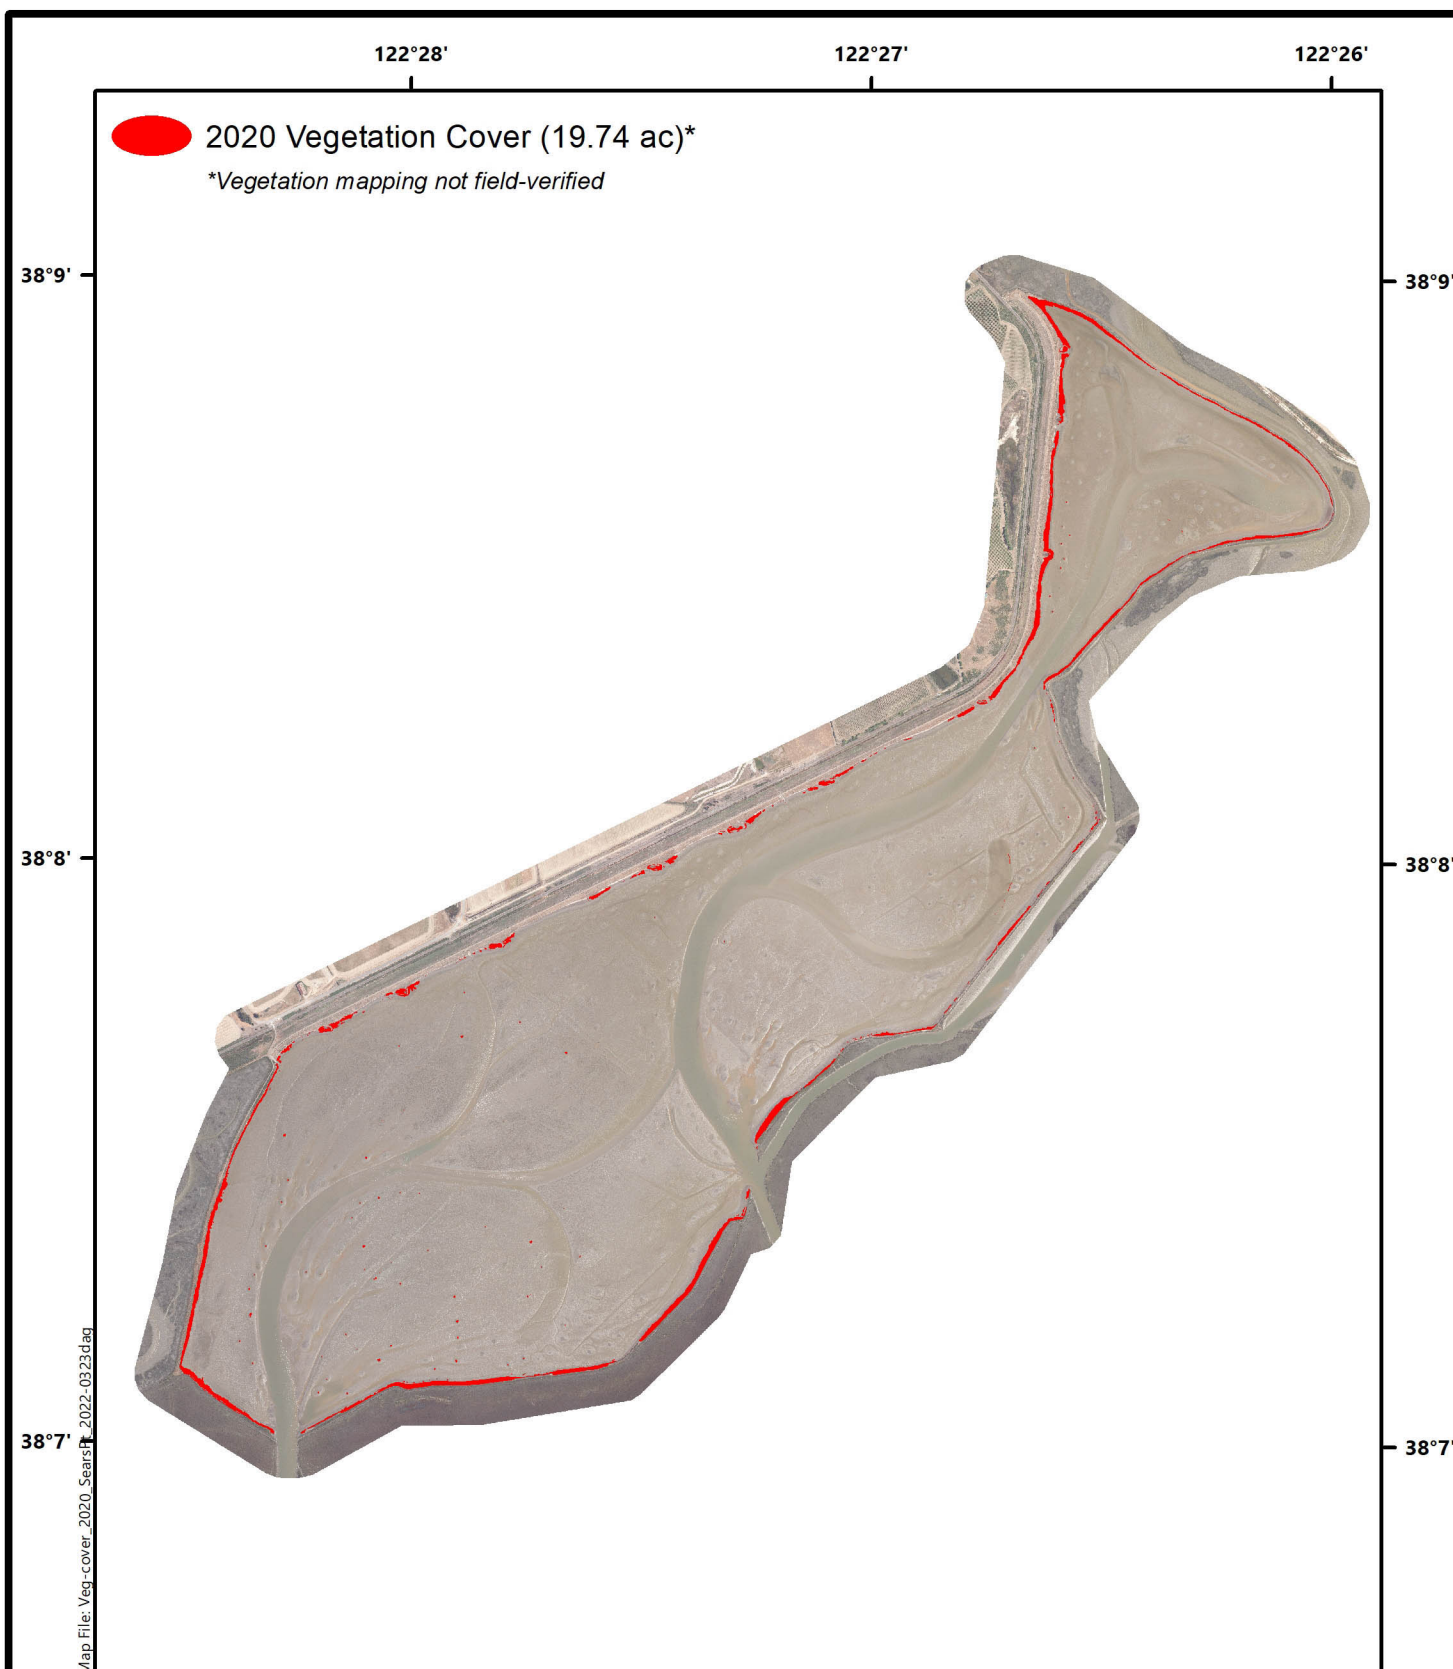 122°28' 122°27' 122°26'
2020 Vegetation Cover (19.74 ac)*
*Vegetation mapping not field-verified
38°9' 38°9'
38°8' 38°8'
38°7' 38°7'
Map File: Veg-cover_2020_SearsPt_2022-0323dag